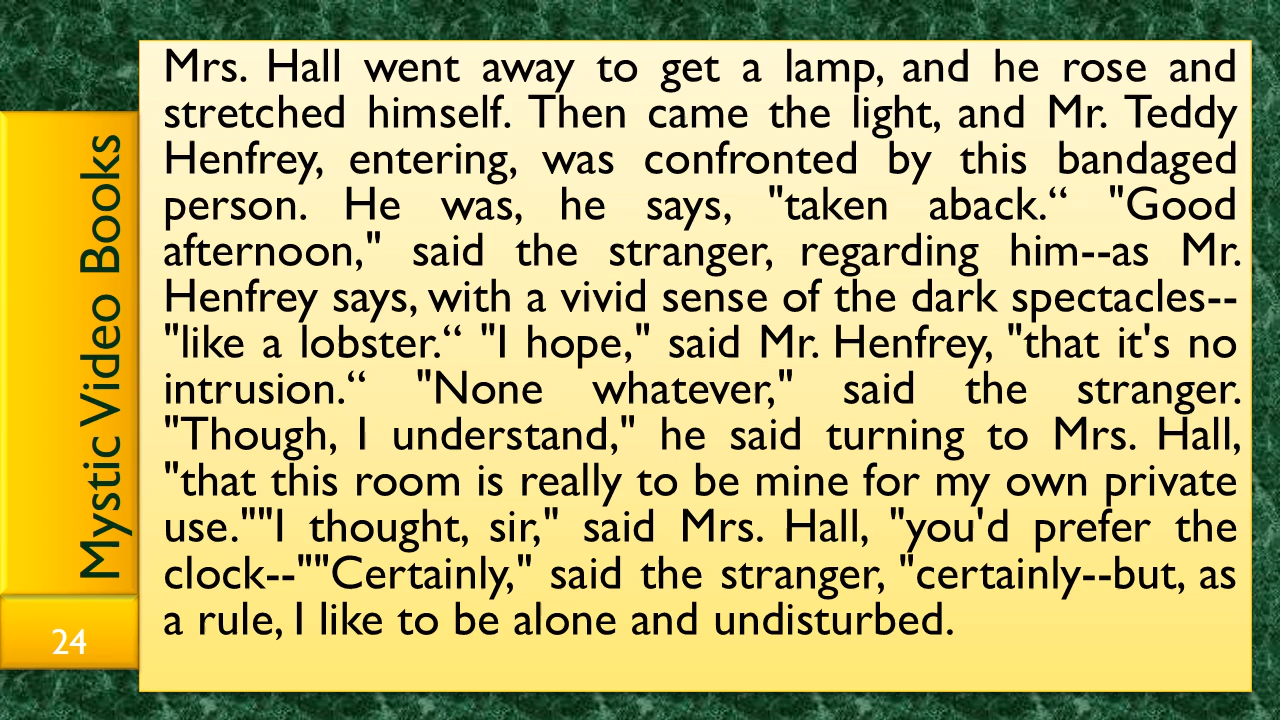 Mystic Video Books
24
Mrs. Hall went away to get a lamp, and he rose and
stretched himself. Then came the light, and Mr. Teddy
Henfrey, entering, was confronted by this bandaged
person. He was, he says, "taken aback.“ "Good
afternoon," said the stranger, regarding him--as Mr.
Henfrey says, with a vivid sense of the dark spectacles--
"like a lobster.“ "I hope," said Mr. Henfrey, "that it's no
intrusion.“ "None whatever," said the stranger.
"Though, I understand," he said turning to Mrs. Hall,
"that this room is really to be mine for my own private
use.""I thought, sir," said Mrs. Hall, "you'd prefer the
clock--""Certainly," said the stranger, "certainly--but, as
a rule, I like to be alone and undisturbed.